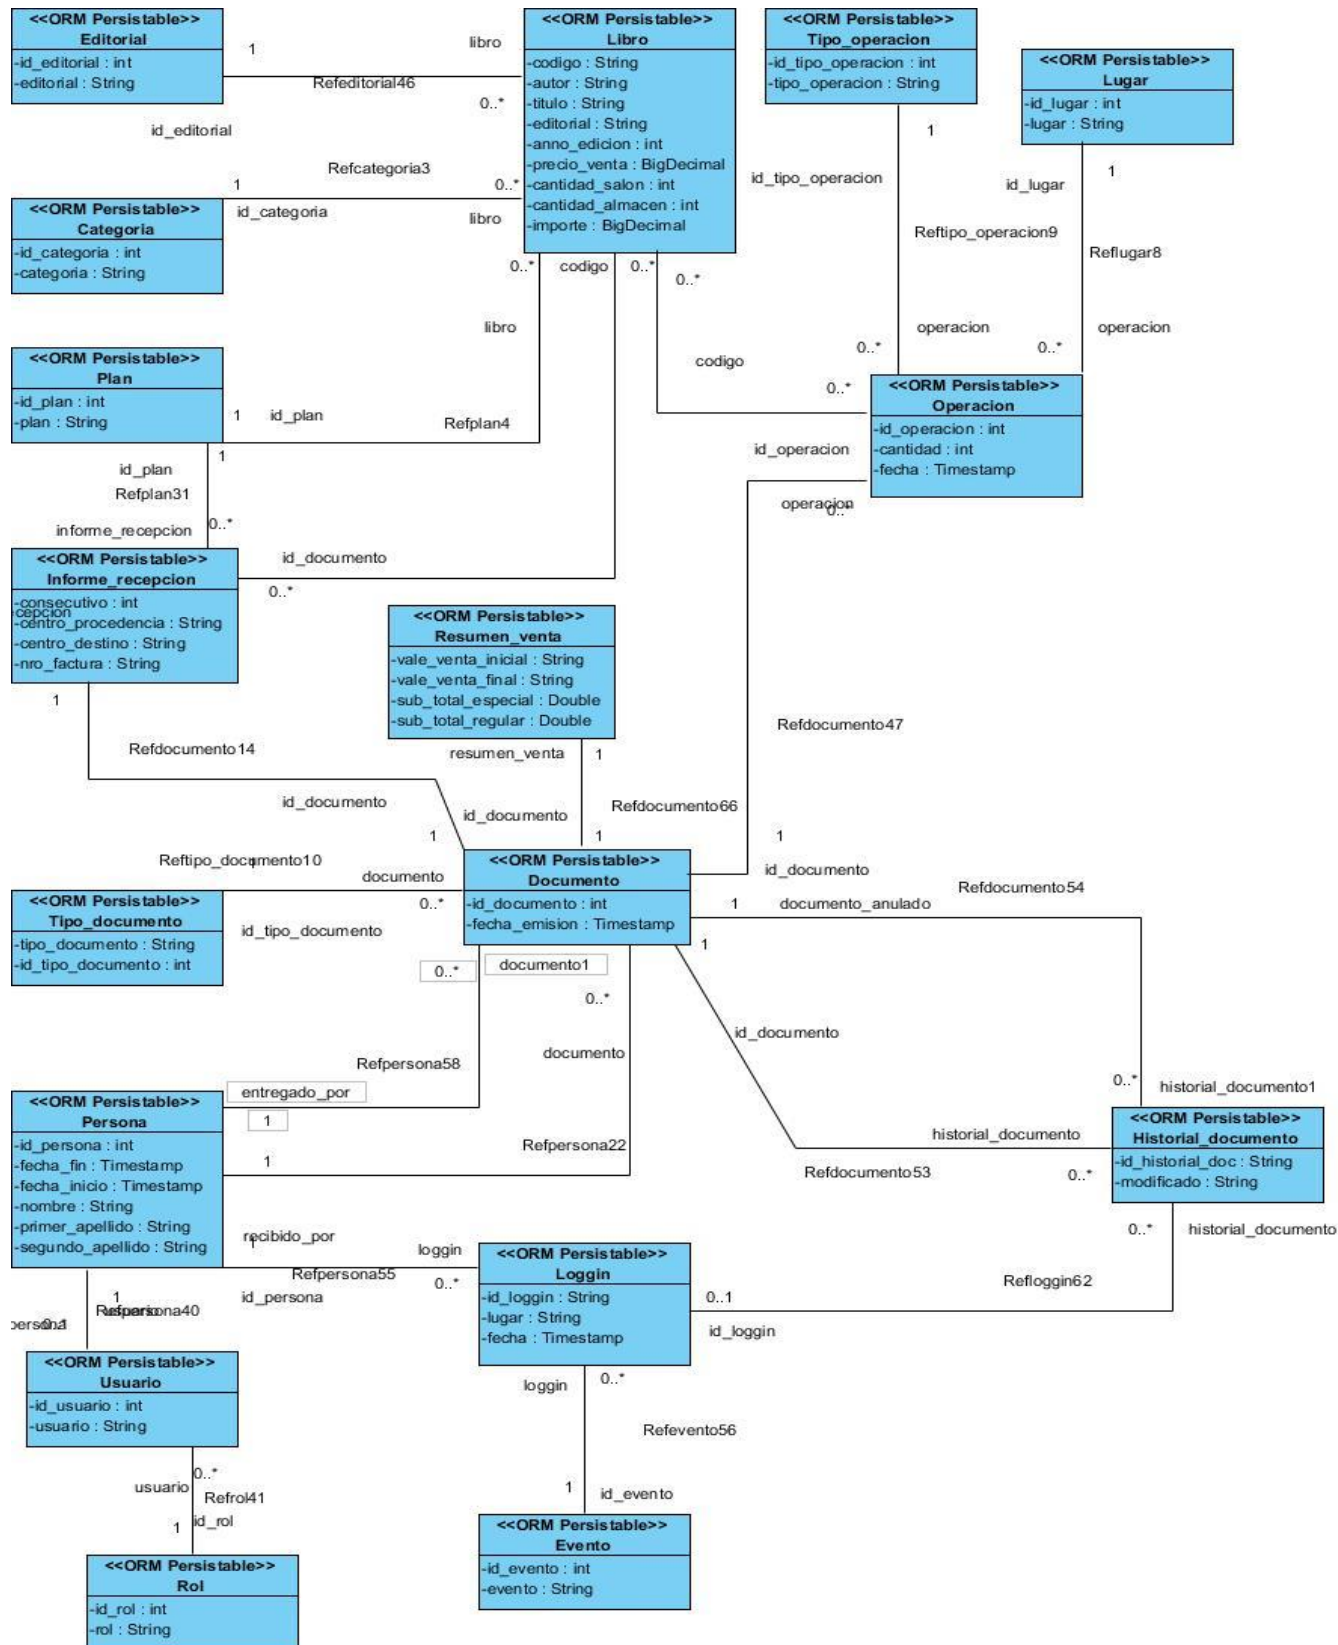 <<ORM Persistable>>
Editorial
-id_editorial : int
-editorial : String
1
libro
Refeditorial46
0..*
id_editorial
<<ORM Persistable>>
Libro
-codigo : String
-autor : String
-titulo : String
-editorial : String
-anno_edicion : int
-precio_venta : BigDecimal
-cantidad_salon : int
-cantidad_almacen : int
-importe : BigDecimal
<<ORM Persistable>>
Tipo_operacion
-id_tipo_operacion : int
-tipo_operacion : String
<<ORM Persistable>>
Lugar
-id_lugar : int
-lugar : String
1
1
id_tipo_operacion
id_lugar
Reftipo_operacion9
Reflugar8
Refcategoria3
1
0..*
id_categoria
libro
<<ORM Persistable>>
Categoria
-id_categoria : int
-categoria : String
0..*
codigo
0..*
0..*
libro
codigo
operacion
operacion
0..*
0..*
0..*
<<ORM Persistable>>
Plan
-id_plan : int
-plan : String
1
id_plan
Refplan4
<<ORM Persistable>>
Operacion
-id_operacion : int
-cantidad : int
-fecha : Timestamp
id_operacion
operacion
0..*
1
id_plan
Refplan31
informe_recepcion
0..*
id_documento
0..*
<<ORM Persistable>>
Informe_recepcion
-consecutivo : int
ecepcion
-centro_procedencia : String
-centro_destino : String
-nro_factura : String
1
<<ORM Persistable>>
Resumen_venta
-vale_venta_inicial : String
-vale_venta_final : String
-sub_total_especial : Double
-sub_total_regular : Double
resumen_venta
1
Refdocumento14
Refdocumento47
id_documento
id_documento
Refdocumento66
1
1
1
Reftipo_documento10
1
documento
0..*
id_tipo_documento
<<ORM Persistable>>
Documento
-id_documento : int
-fecha_emision : Timestamp
id_documento
Refdocumento54
1
documento_anulado
1
<<ORM Persistable>>
Tipo_documento
-tipo_documento : String
-id_tipo_documento : int
0..*
documento1
0..*
id_documento
documento
Refpersona58
entregado_por
1
0..*
historial_documento1
<<ORM Persistable>>
Persona
-id_persona : int
-fecha_fin : Timestamp
-fecha_inicio : Timestamp
-nombre : String
-primer_apellido : String
-segundo_apellido : String
Refpersona22
1
recibido_por
historial_documento
Refdocumento53
0..*
<<ORM Persistable>>
Historial_documento
-id_historial_doc : String
-modificado : String
0..*
historial_documento
1
loggin
Refpersona55
0..*
id_persona
<<ORM Persistable>>
Loggin
-id_loggin : String
-lugar : String
-fecha : Timestamp
Refloggin62
0..1
id_loggin
1
Refpersona40
usuario
persona
0..1
<<ORM Persistable>>
Usuario
-id_usuario : int
-usuario : String
loggin
0..*
Refevento56
0..*
usuario
Refrol41
1
id_rol
1
id_evento
<<ORM Persistable>>
Rol
-id_rol : int
-rol : String
<<ORM Persistable>>
Evento
-id_evento : int
-evento : String